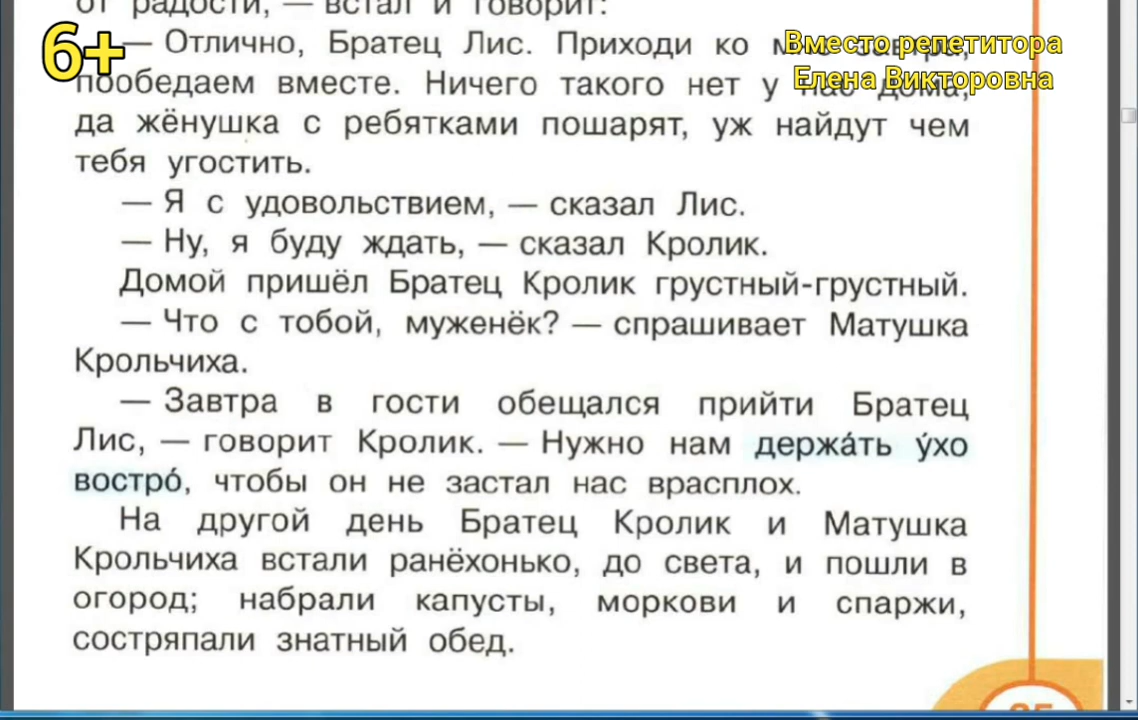 от радости, — встал и говорит:
6+
— Отлично, Братец Лис. Приходи ко мне завтра,
Вместо репетитора
Елена Викторовна
пообедаем вместе. Ничего такого нет у нас дома,
да жёнушка с ребятками пошарят, уж найдут чем
тебя угостить.
— Я с удовольствием, — сказал Лис.
— Ну, я буду ждать, — сказал Кролик.
Домой пришёл Братец Кролик грустный-грустный.
— Что с тобой, муженёк? — спрашивает Матушка
Крольчиха.
— Завтра в гости обещался прийти Братец
Лис, — говорит Кролик. — Нужно нам держа́ть у́хо
востро́, чтобы он не застал нас врасплох.
На другой день Братец Кролик и Матушка
Крольчиха встали ранёхонько, до света, и пошли в
огород; набрали капусты, моркови и спаржи,
состряпали знатный обед.